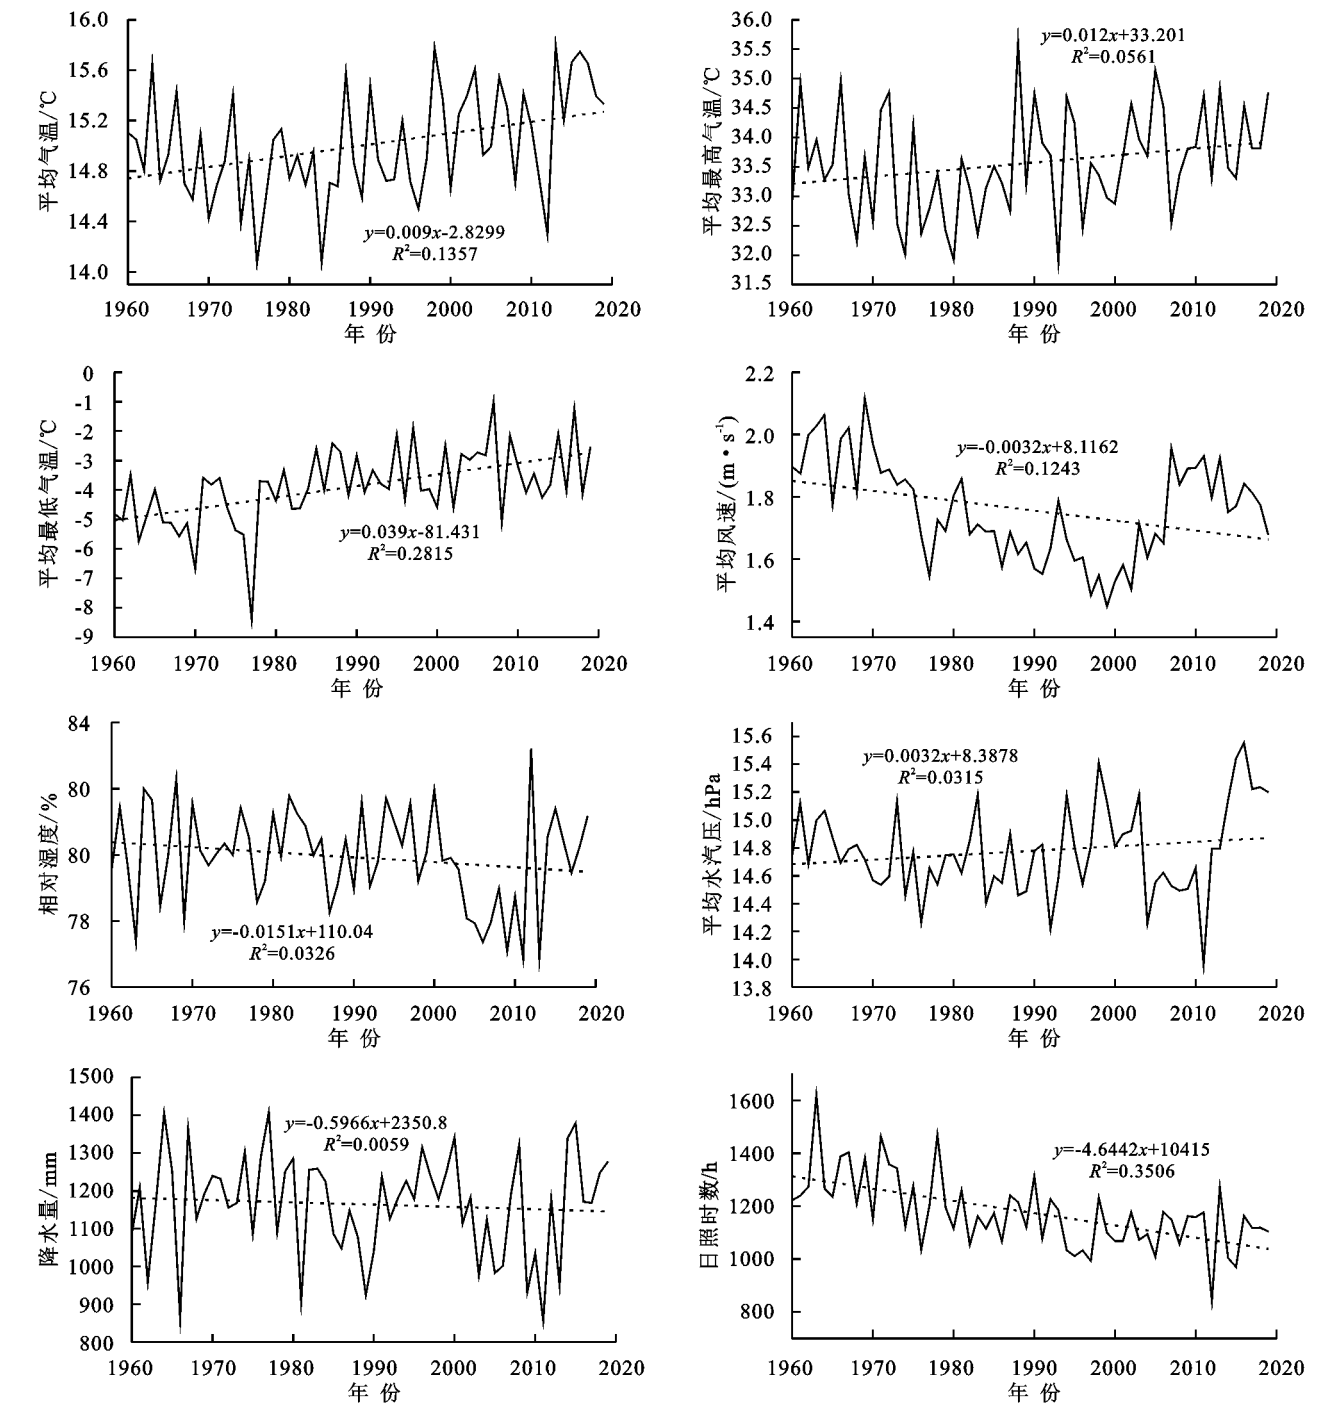 平均气温/℃
16.0
15.6
15.2
14.8
14.4
14.0
y=0.009x-2.8299
R²=0.1357
1960 1970 1980 1990 2000 2010 2020
年 份
平均最高气温/℃
36.0
35.5
35.0
34.5
34.0
33.5
33.0
32.5
32.0
31.5
y=0.012x+33.201
R²=0.0561
1960 1970 1980 1990 2000 2010 2020
年 份
平均最低气温/℃
0
-1
-2
-3
-4
-5
-6
-7
-8
-9
y=0.039x-81.431
R²=0.2815
1960 1970 1980 1990 2000 2010 2020
年 份
平均风速/(m·s⁻¹)
2.2
2.0
1.8
1.6
1.4
y=-0.0032x+8.1162
R²=0.1243
1960 1970 1980 1990 2000 2010 2020
年 份
相对湿度/%
84
80
80
78
76
y=-0.0151x+110.04
R²=0.0326
1960 1970 1980 1990 2000 2010 2020
年 份
平均水汽压/hPa
15.6
15.4
15.2
15.0
14.8
14.6
14.4
14.2
14.0
13.8
y=0.0032x+8.3878
R²=0.0315
1960 1970 1980 1990 2000 2010 2020
年 份
降水量/mm
1500
1400
1300
1200
1100
1000
900
800
y=-0.5966x+2350.8
R²=0.0059
1960 1970 1980 1990 2000 2010 2020
年 份
日照时数/h
1600
1400
1200
1000
800
y=-4.6442x+10415
R²=0.3506
1960 1970 1980 1990 2000 2010 2020
年 份